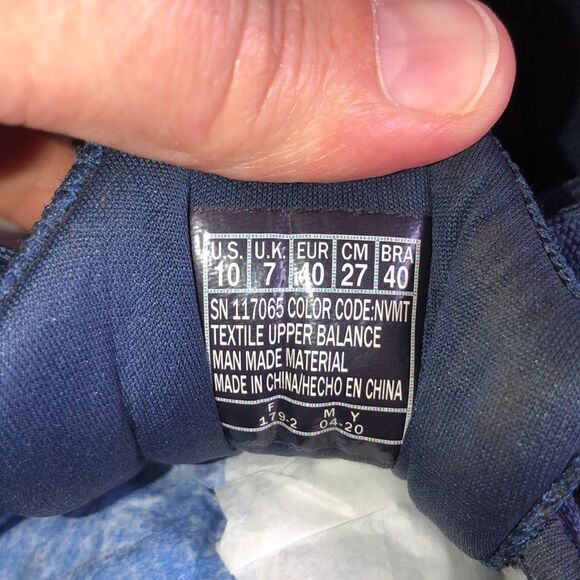 U.S. U.K. EUR CM BRA
10 7 40 27 40
SN 117065 COLOR CODE:NVMT
TEXTILE UPPER BALANCE
MAN MADE MATERIAL
MADE IN CHINA/HECHO EN CHINA
F M Y
179-2 04-20